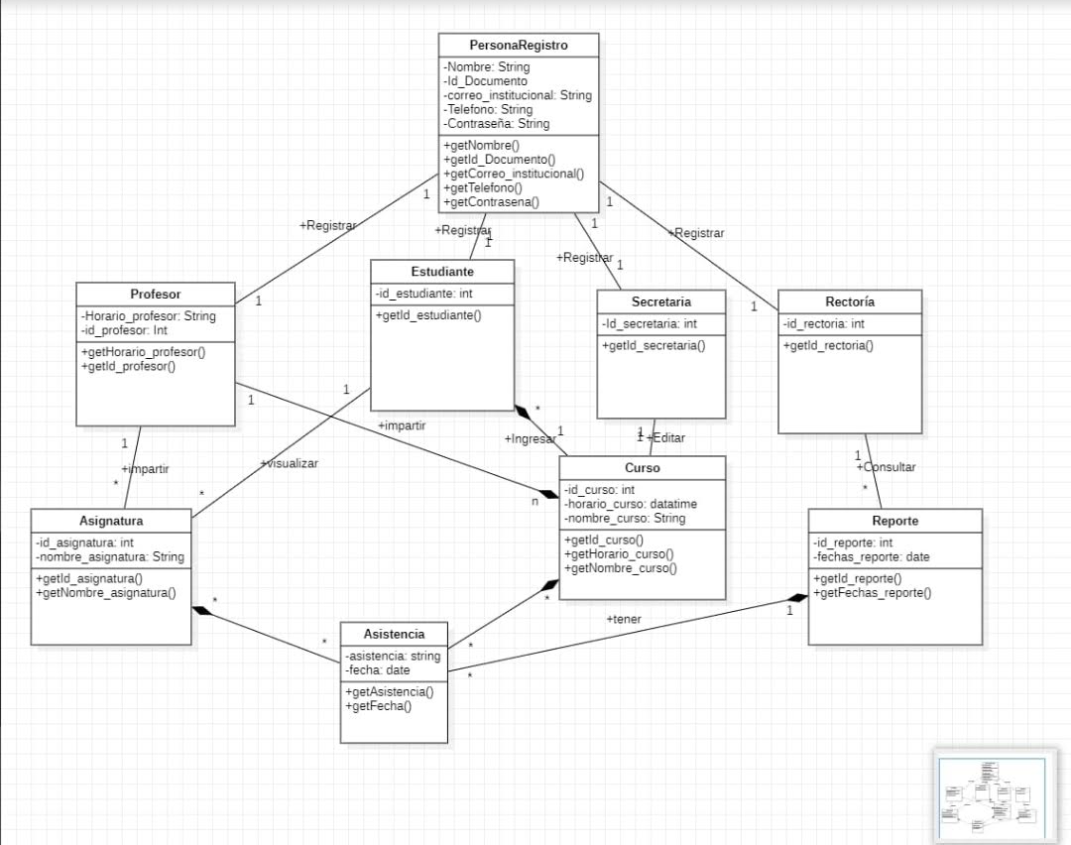 PersonaRegistro
-Nombre: String
-Id_Documento
-correo_institucional: String
-Telefono: String
-Contraseña: String
+getNombre()
+getId_Documento()
+getCorreo_institucional()
+getTelefono()
+getContrasena()
1
1
+Registrar
+Registrar
1
1
1
+Registrar
+Registrar
1
1
1
Profesor
-Horario_profesor: String
-id_profesor: Int
+getHorario_profesor()
+getId_profesor()
Estudiante
-id_estudiante: int
+getId_estudiante()
Secretaria
-Id_secretaria: int
+getId_secretaria()
Rectoría
-id_rectoria: int
+getId_rectoria()
1
1
+impartir
*
+Ingresar
1
1
1
+Editar
1
+Consultar
*
1
+impartir
*
+visualizar
*
n
Curso
-id_curso: int
-horario_curso: datatime
-nombre_curso: String
+getId_curso()
+getHorario_curso()
+getNombre_curso()
Asignatura
-id_asignatura: int
-nombre_asignatura: String
+getId_asignatura()
+getNombre_asignatura()
Reporte
-id_reporte: int
-fechas_reporte: date
+getId_reporte()
+getFechas_reporte()
*
*
*
*
+tener
1
*
Asistencia
-asistencia: string
-fecha: date
+getAsistencia()
+getFecha()